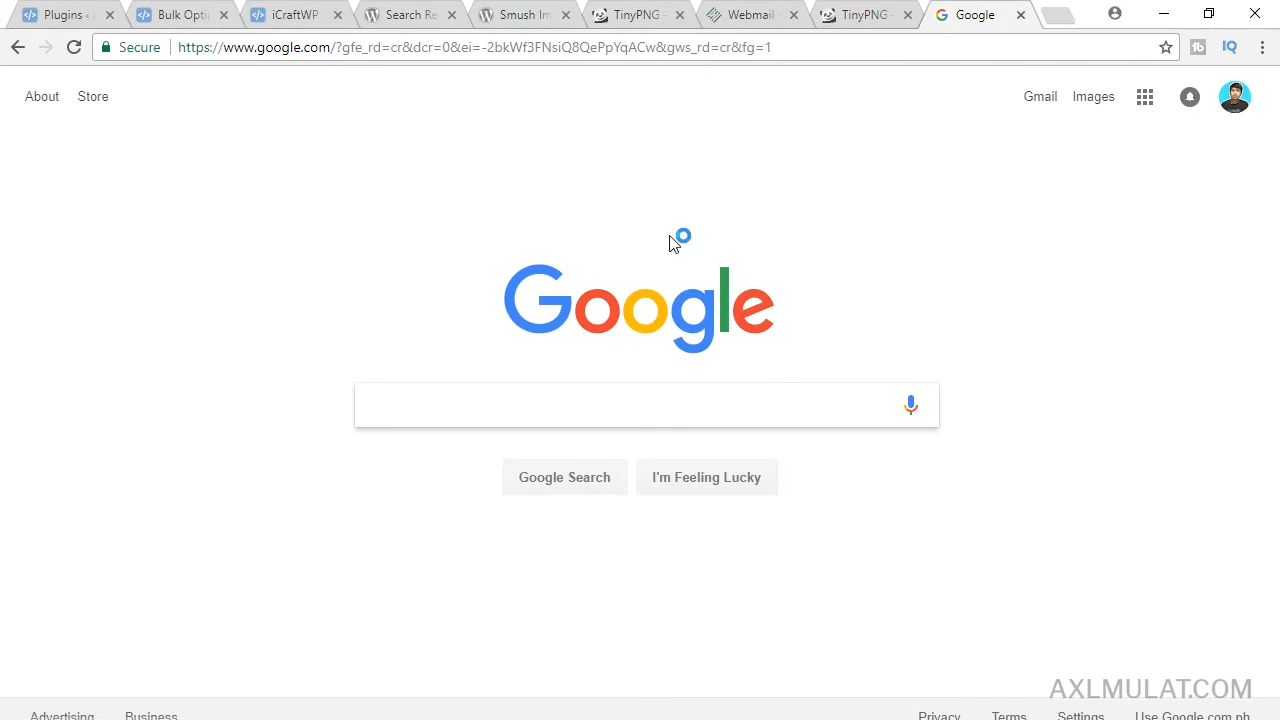 Plugins ‹ Bulk Opti iCraftWP Search Re Smush Im TinyPNG – Webmail - TinyPNG – Google
Secure https://www.google.com/?gfe_rd=cr&dcr=0&ei=-2bkWf3FNsiQ8QePpYqACw&gws_rd=cr&fg=1
About Store Gmail Images
Google
Google Search I'm Feeling Lucky
AXLMULAT.COM
Advertising Business Privacy Terms Settings Use Google.com.ph